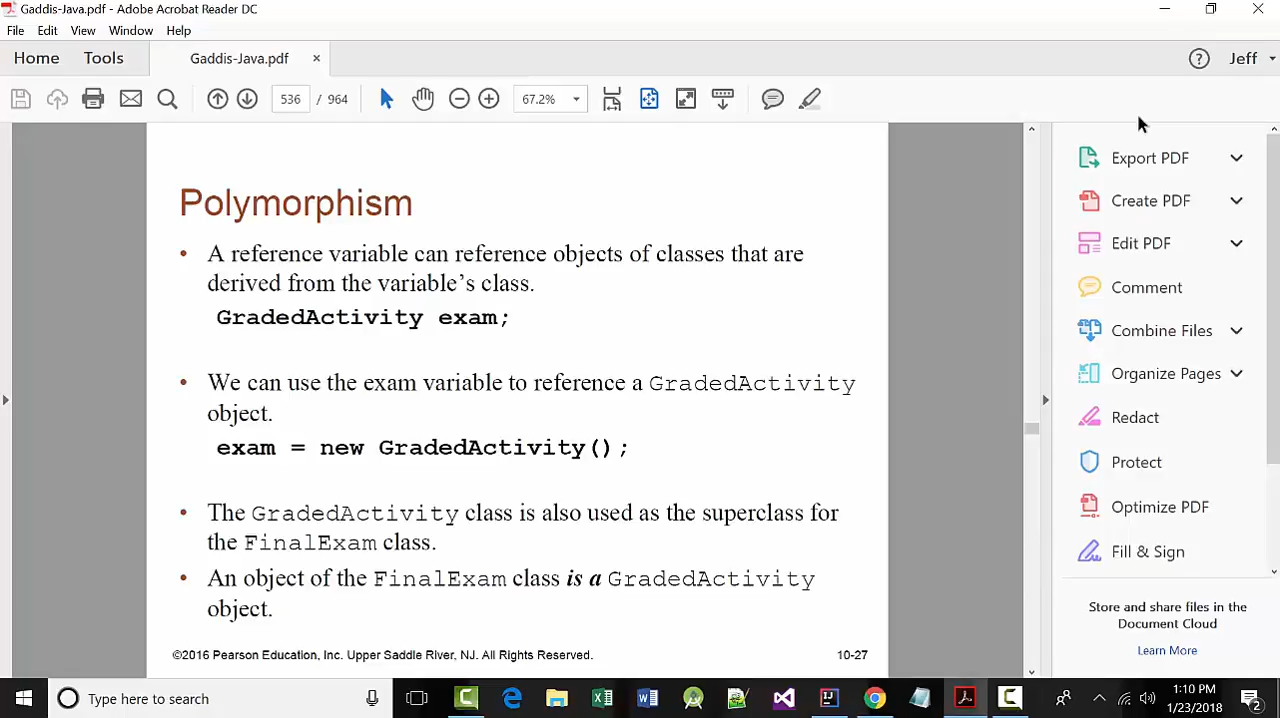 Gaddis-Java.pdf - Adobe Acrobat Reader DC
File Edit View Window Help
Home Tools Gaddis-Java.pdf × Jeff
536 / 964 67.2%
Polymorphism
• A reference variable can reference objects of classes that are
derived from the variable's class.
GradedActivity exam;
• We can use the exam variable to reference a GradedActivity
object.
exam = new GradedActivity();
• The GradedActivity class is also used as the superclass for
the FinalExam class.
• An object of the FinalExam class is a GradedActivity
object.
©2016 Pearson Education, Inc. Upper Saddle River, NJ. All Rights Reserved. 10-27
Export PDF
Create PDF
Edit PDF
Comment
Combine Files
Organize Pages
Redact
Protect
Optimize PDF
Fill & Sign
Store and share files in the
Document Cloud
Learn More
Type here to search
1:10 PM
1/23/2018
2